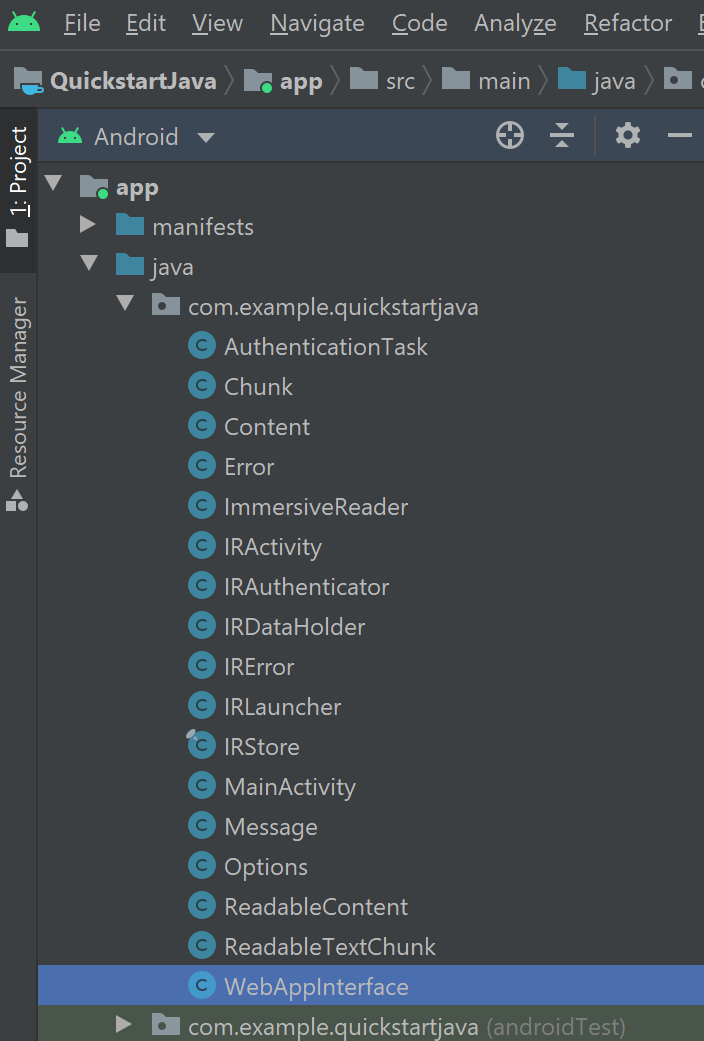 File Edit View Navigate Code Analyze Refactor
QuickstartJava app src main java
Android
1: Project
Resource Manager
app
manifests
java
com.example.quickstartjava
AuthenticationTask
Chunk
Content
Error
ImmersiveReader
IRActivity
IRAuthenticator
IRDataHolder
IRError
IRLauncher
IRStore
MainActivity
Message
Options
ReadableContent
ReadableTextChunk
WebAppInterface
com.example.quickstartjava (androidTest)